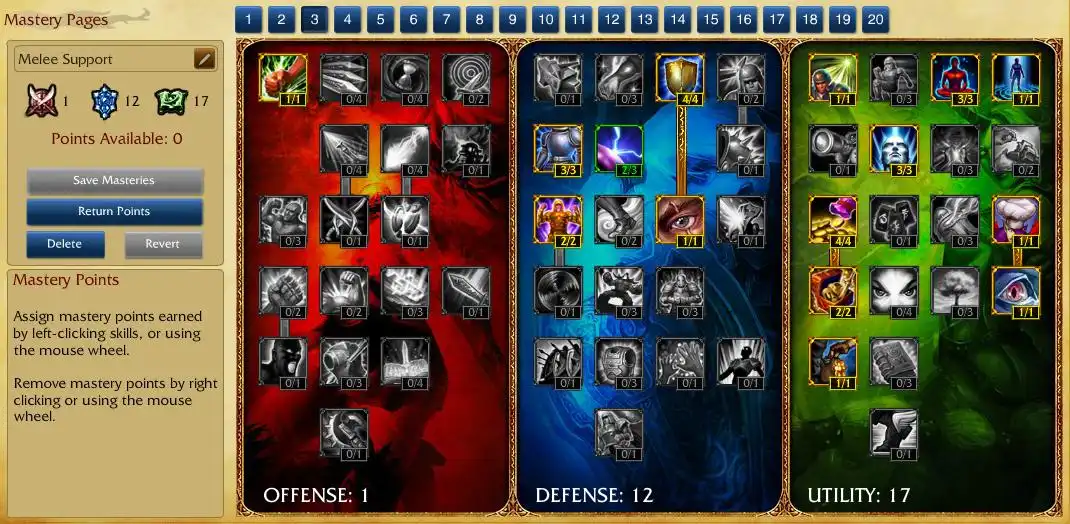 Mastery Pages
1 2 3 4 5 6 7 8 9 10 11 12 13 14 15 16 17 18 19 20
Melee Support
1 12 17
Points Available: 0
Save Masteries
Return Points
Delete Revert
Mastery Points
Assign mastery points earned
by left-clicking skills, or using
the mouse wheel.
Remove mastery points by right
clicking or using the mouse
wheel.
1/1 0/4 0/4 0/2
0/4 0/4 0/1
0/3 0/1 0/1
0/2 0/2 0/3 0/1
0/1 0/3 0/4
0/1
OFFENSE: 1
0/1 0/3 4/4 0/2
3/3 2/3 0/1
2/2 0/2 1/1 0/1
0/1 0/3 0/3
0/1 0/3 0/1 0/1
0/1
DEFENSE: 12
1/1 0/3 3/3 1/1
0/1 3/3 0/3 0/2
4/4 0/1 0/3 1/1
2/2 0/4 0/3 1/1
1/1 0/3
0/1
UTILITY: 17